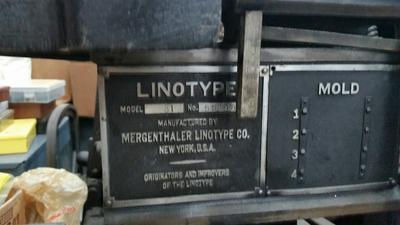 LINOTYPE
MODEL 31 No.
MANUFACTURED BY
MERGENTHALER LINOTYPE CO.
NEW YORK, U.S.A.
ORIGINATORS AND IMPROVERS
OF THE LINOTYPE
MOLD
1
2
3
4